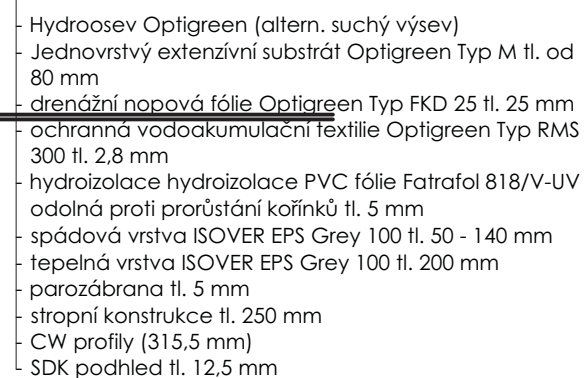 - Hydroosev Optigreen (altern. suchý výsev)
- Jednovrstvý extenzívní substrát Optigreen Typ M tl. od
80 mm
- drenážní nopová fólie Optigreen Typ FKD 25 tl. 25 mm
- ochranná vodoakumulační textilie Optigreen Typ RMS
300 tl. 2,8 mm
- hydroizolace hydroizolace PVC fólie Fatrafol 818/V-UV
odolná proti prorůstání kořínků tl. 5 mm
- spádová vrstva ISOVER EPS Grey 100 tl. 50 - 140 mm
- tepelná vrstva ISOVER EPS Grey 100 tl. 200 mm
- parozábrana tl. 5 mm
- stropní konstrukce tl. 250 mm
- CW profily (315,5 mm)
- SDK podhled tl. 12,5 mm